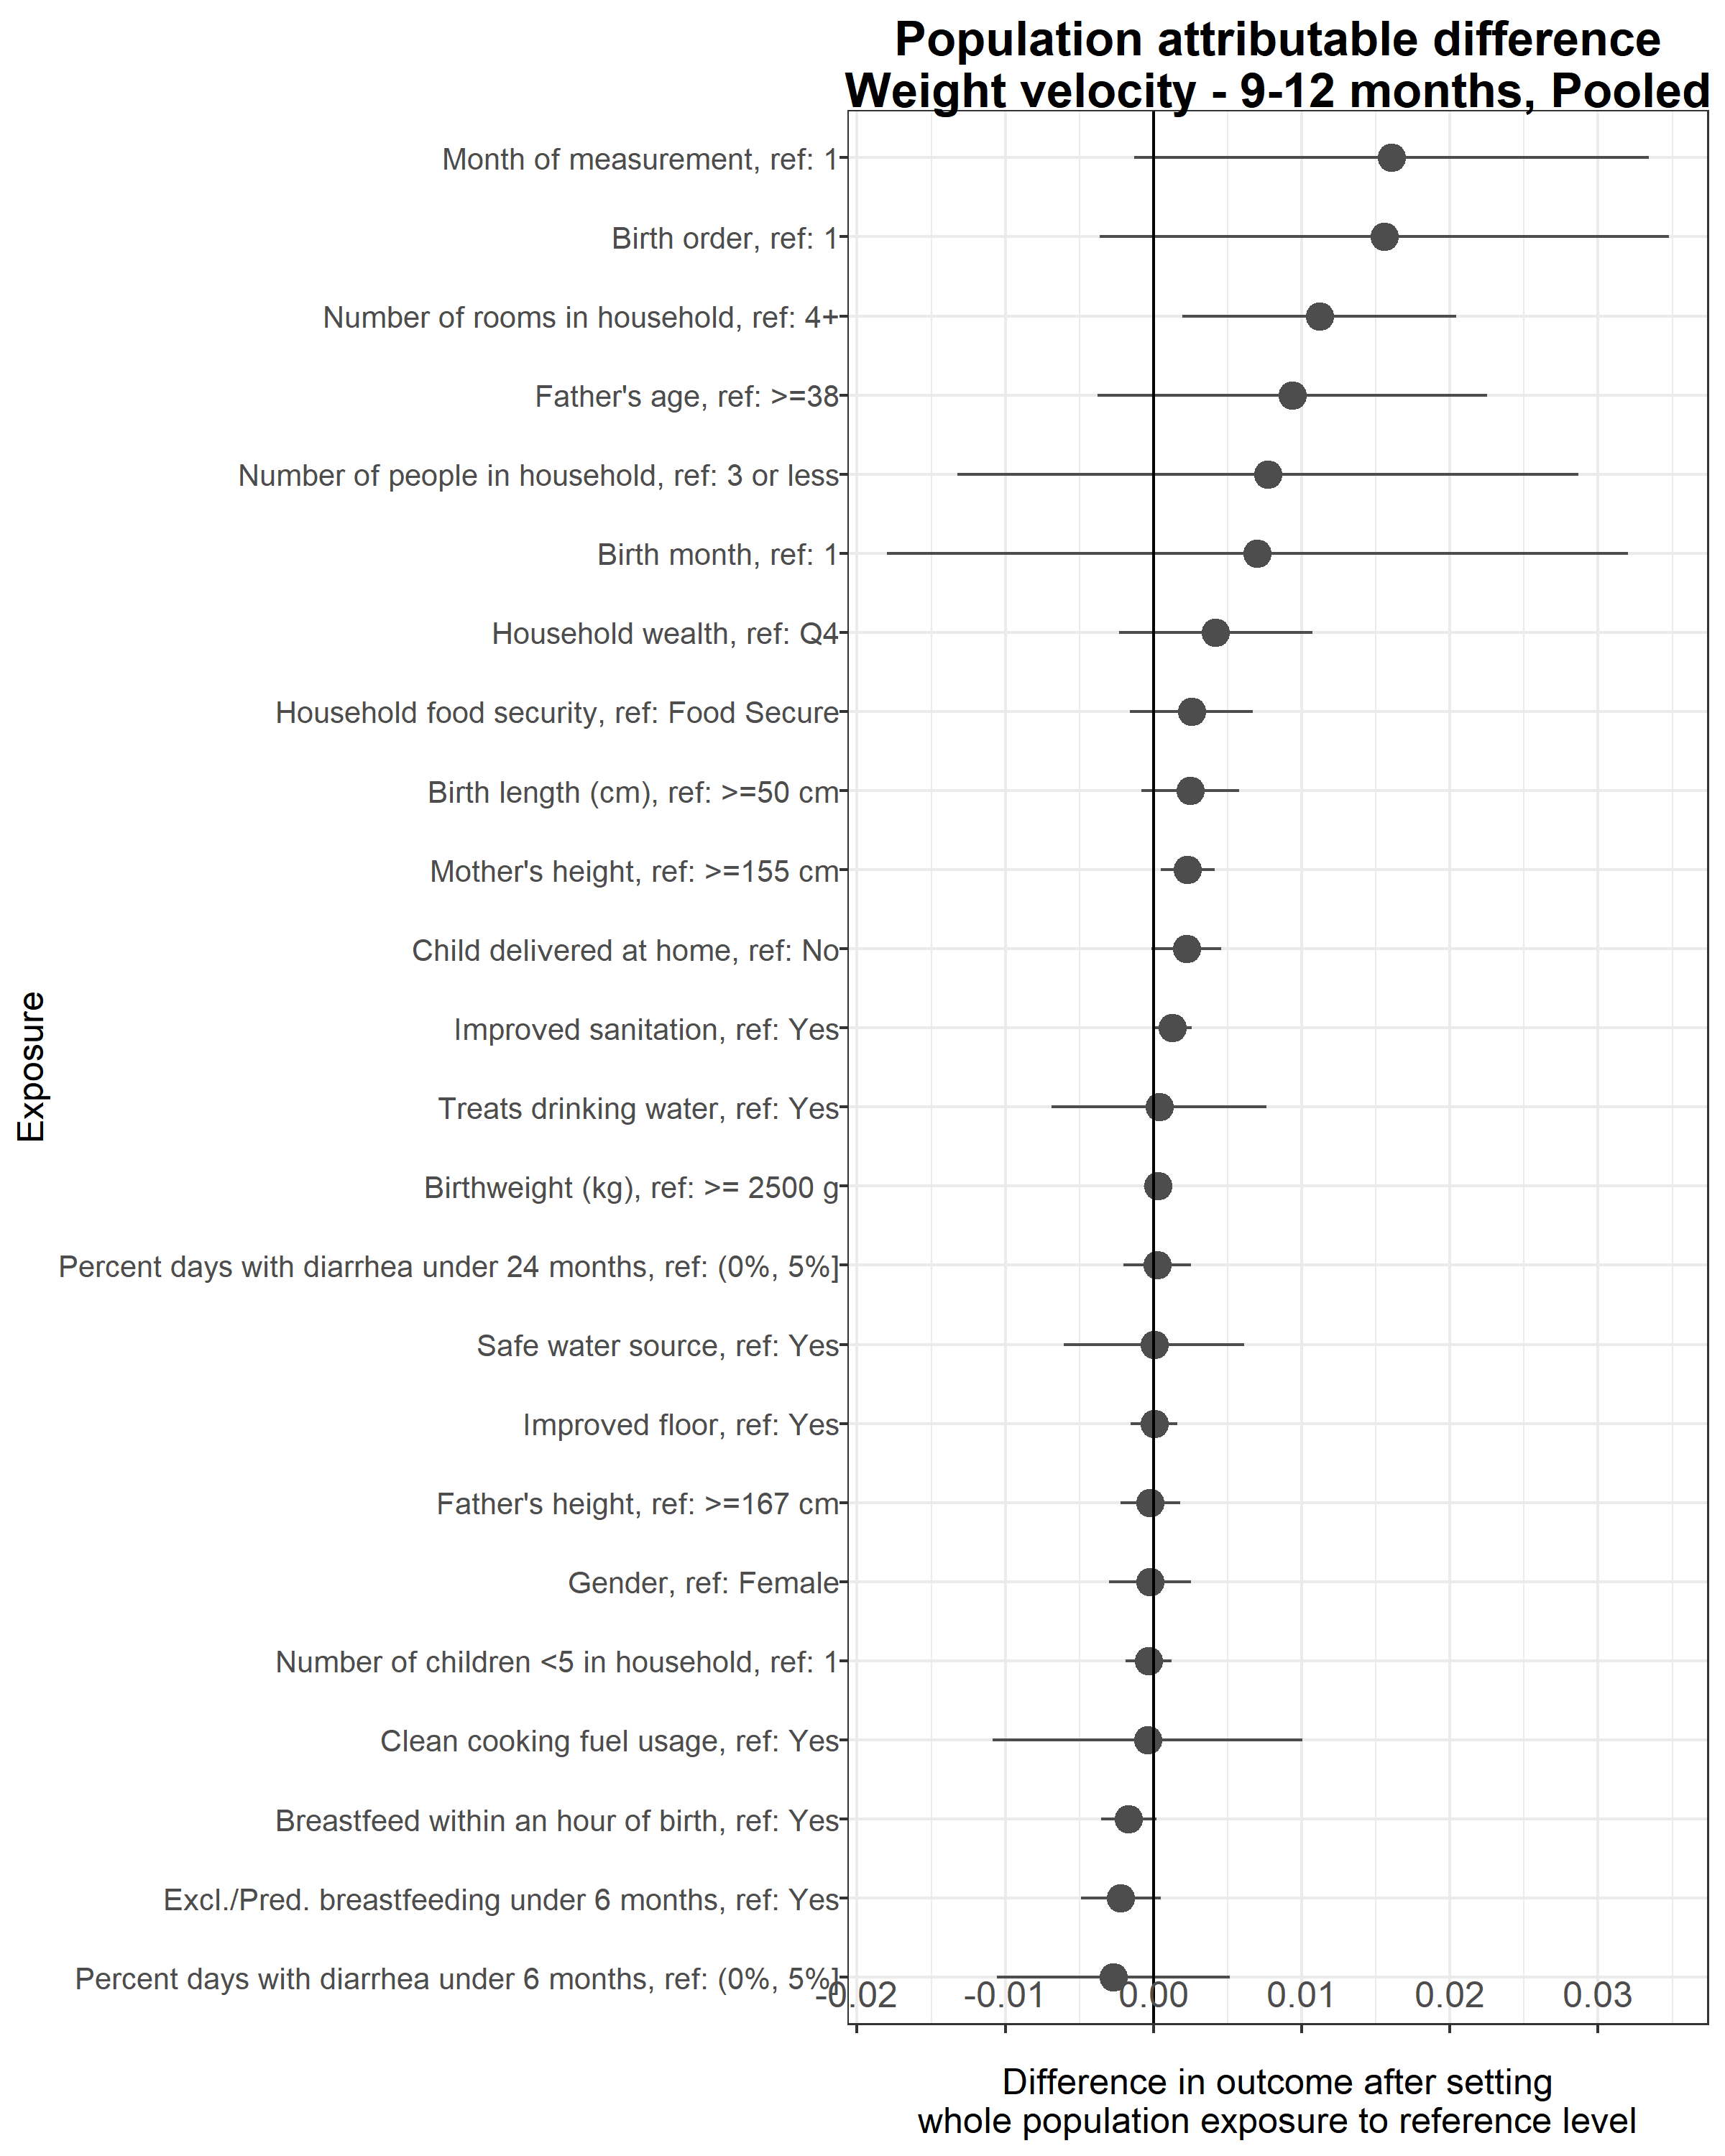 Population attributable difference
Weight velocity - 9-12 months, Pooled
Month of measurement, ref: 1
Birth order, ref: 1
Number of rooms in household, ref: 4+
Father's age, ref: >=38
Number of people in household, ref: 3 or less
Birth month, ref: 1
Household wealth, ref: Q4
Household food security, ref: Food Secure
Birth length (cm), ref: >=50 cm
Mother's height, ref: >=155 cm
Child delivered at home, ref: No
Improved sanitation, ref: Yes
Treats drinking water, ref: Yes
Birthweight (kg), ref: >= 2500 g
Percent days with diarrhea under 24 months, ref: (0%, 5%]
Safe water source, ref: Yes
Improved floor, ref: Yes
Father's height, ref: >=167 cm
Gender, ref: Female
Number of children <5 in household, ref: 1
Clean cooking fuel usage, ref: Yes
Breastfeed within an hour of birth, ref: Yes
Excl./Pred. breastfeeding under 6 months, ref: Yes
Percent days with diarrhea under 6 months, ref: (0%, 5%]
Exposure
-0.02 -0.01 0.00 0.01 0.02 0.03
Difference in outcome after setting
whole population exposure to reference level